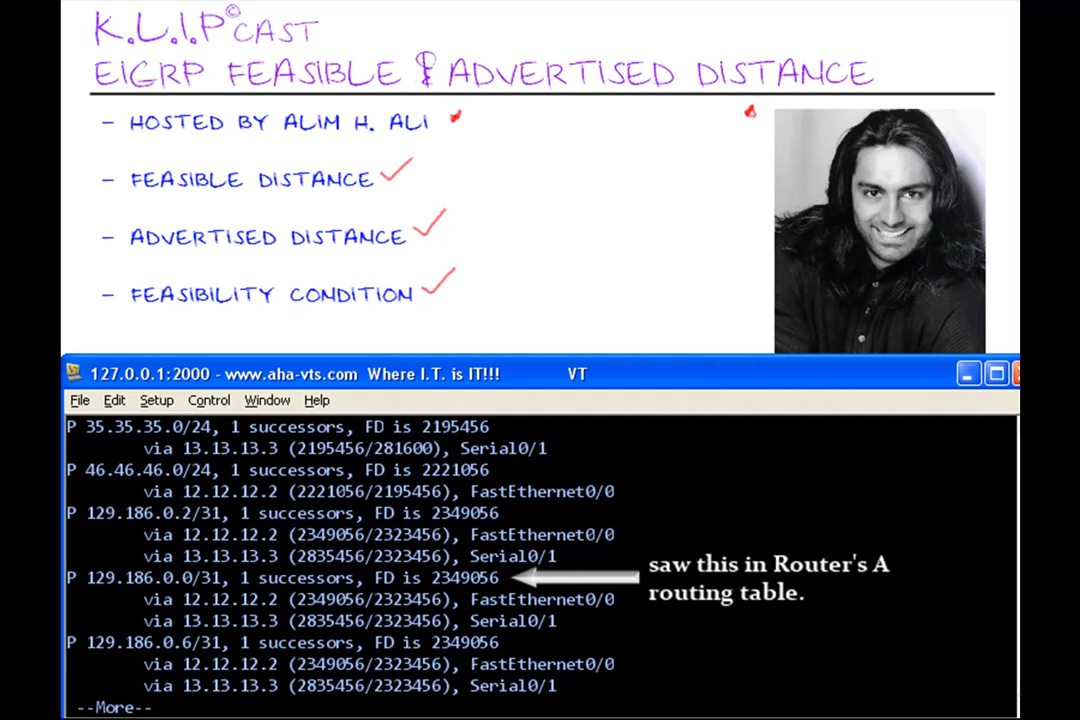 K.L.I.P© CAST
EIGRP FEASIBLE & ADVERTISED DISTANCE
- HOSTED BY ALIM H. ALI
- FEASIBLE DISTANCE
- ADVERTISED DISTANCE
- FEASIBILITY CONDITION
127.0.0.1:2000 - www.aha-vts.com Where I.T. is IT!!! VT
File Edit Setup Control Window Help
P 35.35.35.0/24, 1 successors, FD is 2195456
via 13.13.13.3 (2195456/281600), Serial0/1
P 46.46.46.0/24, 1 successors, FD is 2221056
via 12.12.12.2 (2221056/2195456), FastEthernet0/0
P 129.186.0.2/31, 1 successors, FD is 2349056
via 12.12.12.2 (2349056/2323456), FastEthernet0/0
via 13.13.13.3 (2835456/2323456), Serial0/1
P 129.186.0.0/31, 1 successors, FD is 2349056
via 12.12.12.2 (2349056/2323456), FastEthernet0/0
via 13.13.13.3 (2835456/2323456), Serial0/1
P 129.186.0.6/31, 1 successors, FD is 2349056
via 12.12.12.2 (2349056/2323456), FastEthernet0/0
via 13.13.13.3 (2835456/2323456), Serial0/1
--More--
saw this in Router's A
routing table.